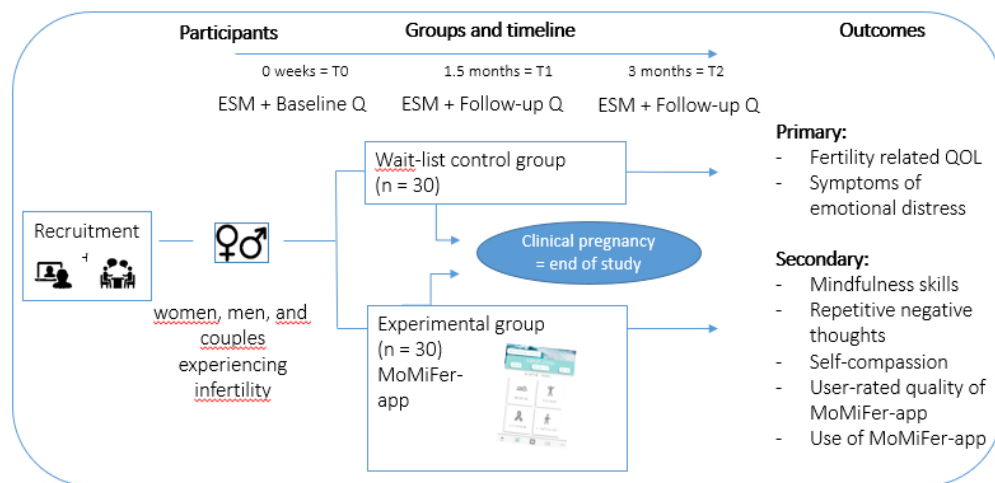 Participants
Groups and timeline
Outcomes
0 weeks = T0
1.5 months = T1
3 months = T2
ESM + Baseline Q
ESM + Follow-up Q
ESM + Follow-up Q
Recruitment
+
women, men, and
couples
experiencing
infertility
Wait-list control group
(n = 30)
Clinical pregnancy
= end of study
Experimental group
(n = 30)
MoMiFer-
app
Primary:
- Fertility related QOL
- Symptoms of
emotional distress
Secondary:
- Mindfulness skills
- Repetitive negative
thoughts
- Self-compassion
- User-rated quality of
MoMiFer-app
- Use of MoMiFer-app